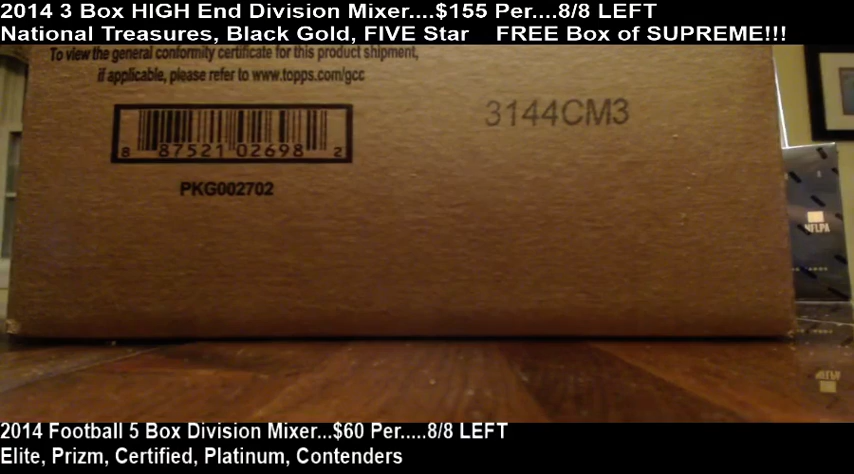 2014 3 Box HIGH End Division Mixer....$155 Per....8/8 LEFT
National Treasures, Black Gold, FIVE Star FREE Box of SUPREME!!!
To view the general conformity certificate for this product shipment,
if applicable, please refer to www.topps.com/gcc
3144CM3
8 87521 02698 2
PKG002702
NFLPA
2014 Football 5 Box Division Mixer...$60 Per.....8/8 LEFT
Elite, Prizm, Certified, Platinum, Contenders